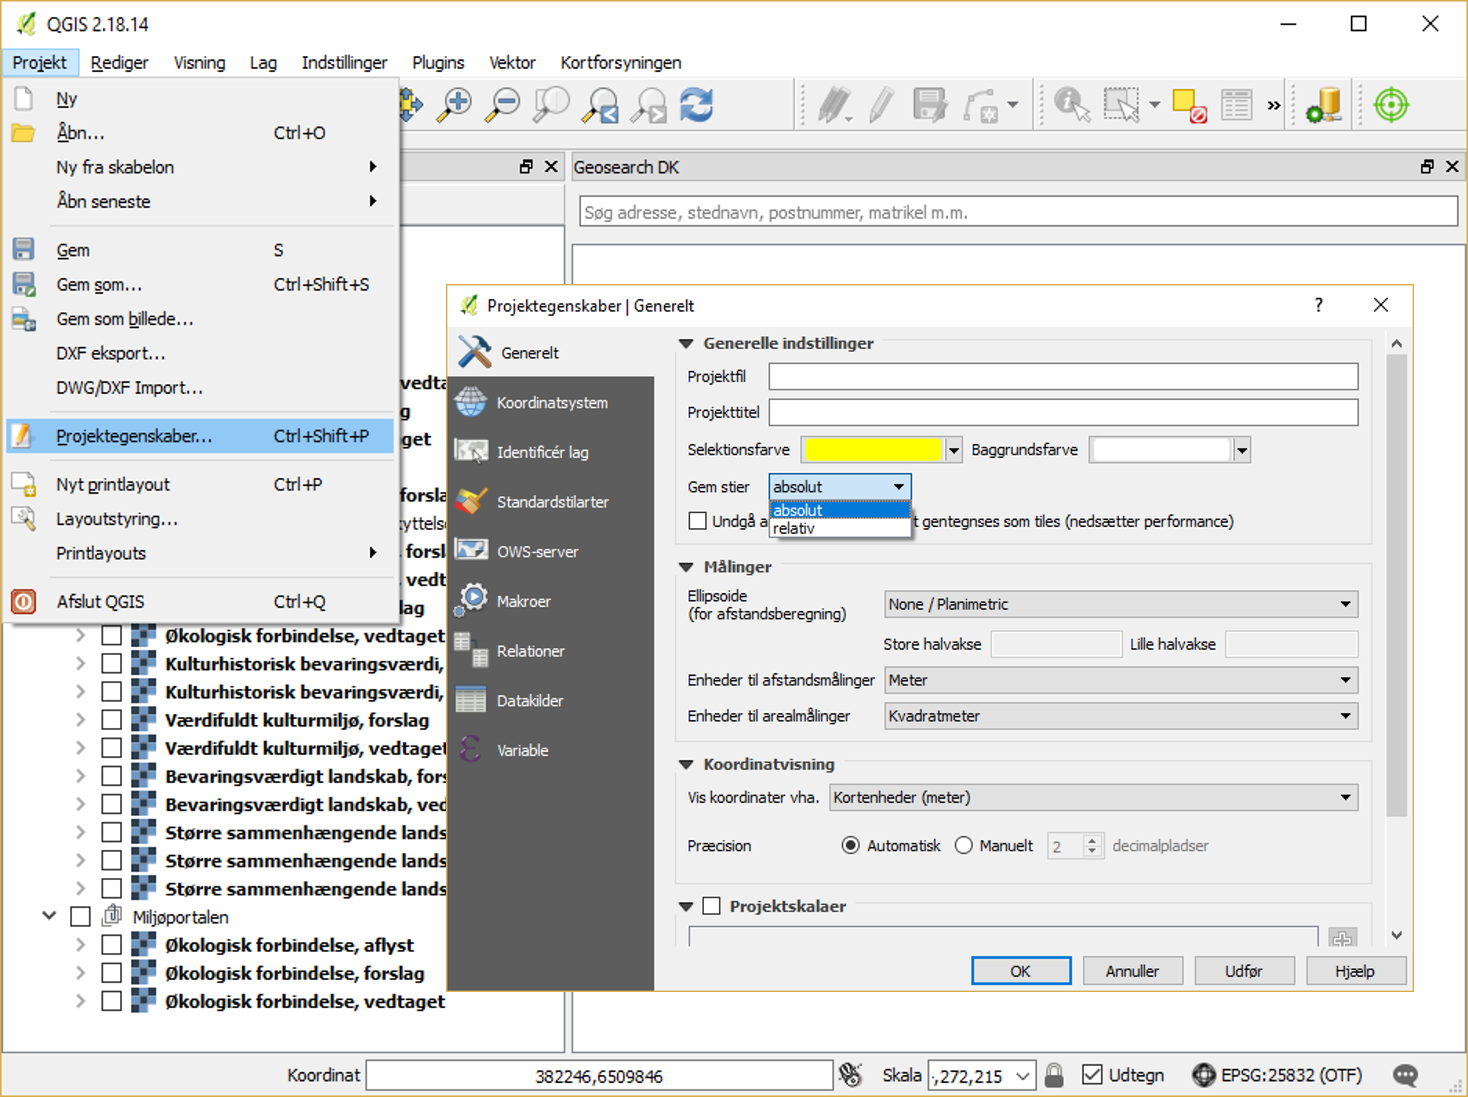 QGIS 2.18.14
Projekt Rediger Visning Lag Indstillinger Plugins Vektor Kortforsyningen
Ny
Åbn... Ctrl+O
Ny fra skabelon
Åbn seneste
Gem S
Gem som... Ctrl+Shift+S
Gem som billede...
DXF eksport...
DWG/DXF Import...
Projektegenskaber... Ctrl+Shift+P
Nyt printlayout Ctrl+P
Layoutstyring...
Printlayouts
Afslut QGIS Ctrl+Q
Geosearch DK
Søg adresse, stednavn, postnummer, matrikel m.m.
Økologisk forbindelse, vedtaget
Kulturhistorisk bevaringsværdi,
Kulturhistorisk bevaringsværdi,
Værdifuldt kulturmiljø, forslag
Værdifuldt kulturmiljø, vedtaget
Bevaringsværdigt landskab, fors
Bevaringsværdigt landskab, ved
Større sammenhængende lands
Større sammenhængende lands
Større sammenhængende lands
Miljøportalen
Økologisk forbindelse, aflyst
Økologisk forbindelse, forslag
Økologisk forbindelse, vedtaget
Projektegenskaber | Generelt
?
Generelt
Koordinatsystem
Identificér lag
Standardstilarter
OWS-server
Makroer
Relationer
Datakilder
Variable
Generelle indstillinger
Projektfil
Projekttitel
Selektionsfarve Baggrundsfarve
Gem stier absolut
absolut
relativ
Undgå a t gentegnses som tiles (nedsætter performance)
Målinger
Ellipsoide
(for afstandsberegning) None / Planimetric
Store halvakse Lille halvakse
Enheder til afstandsmålinger Meter
Enheder til arealmålinger Kvadratmeter
Koordinatvisning
Vis koordinater vha. Kortenheder (meter)
Præcision Automatisk Manuelt 2 decimalpladser
Projektskalaer
OK Annuller Udfør Hjælp
Koordinat 382246,6509846 Skala ,272,215 Udtegn EPSG:25832 (OTF)